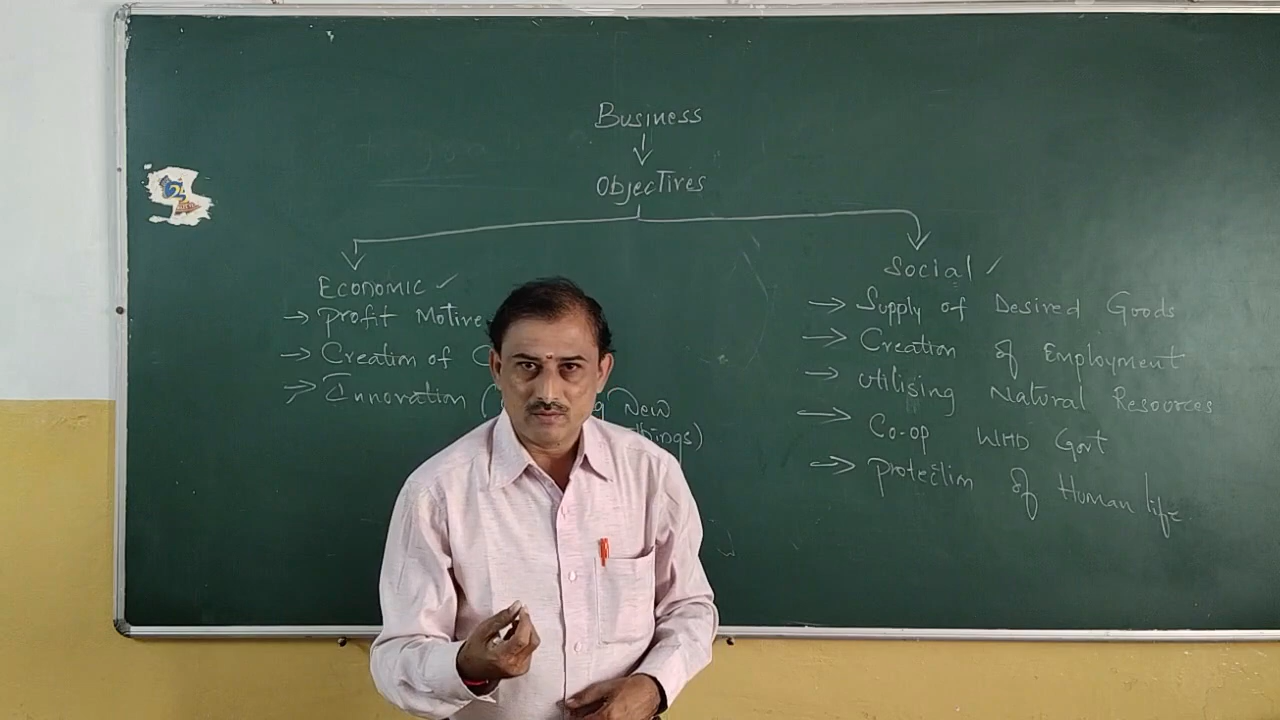 Business
Objectives
Economic
Profit Motive
Creation of
Innovation ( New
things)
Social
Supply of Desired Goods
Creation of Employment
Utilising Natural Resources
Co-op with Govt
Protection of Human life